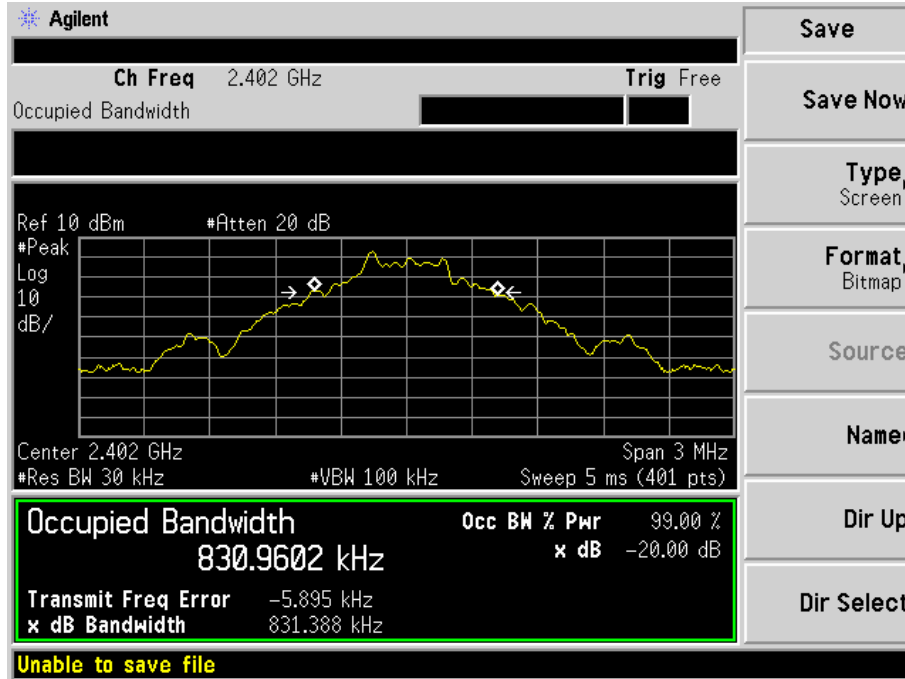 Agilent
Ch Freq 2.402 GHz Trig Free
Occupied Bandwidth
Ref 10 dBm #Atten 20 dB
#Peak
Log
10
dB/
Center 2.402 GHz Span 3 MHz
#Res BW 30 kHz #VBW 100 kHz Sweep 5 ms (401 pts)
Occupied Bandwidth
830.9602 kHz
Occ BW % Pwr 99.00 %
x dB -20.00 dB
Transmit Freq Error -5.895 kHz
x dB Bandwidth 831.388 kHz
Unable to save file
Save
Save Now
Type
Screen
Format
Bitmap
Source
Name
Dir Up
Dir Select